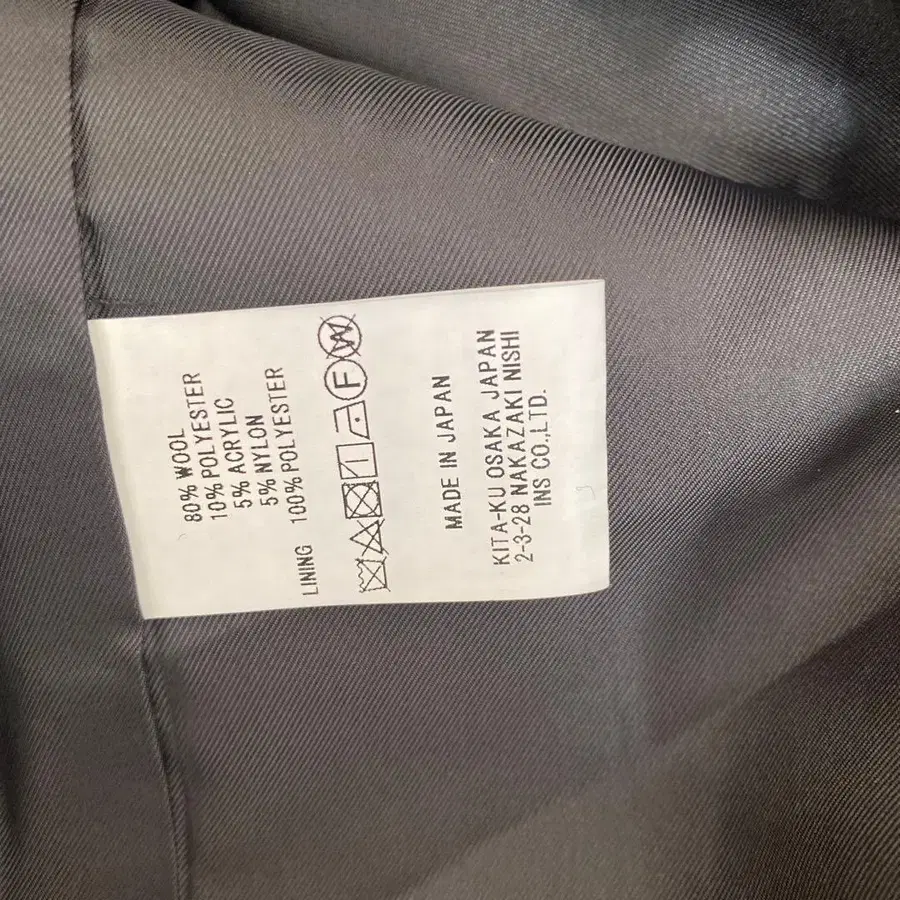 80% WOOL
10% POLYESTER
5% ACRYLIC
5% NYLON
LINING 100% POLYESTER
F W
MADE IN JAPAN
KITA-KU OSAKA JAPAN
2-3-28 NAKAZAKI NISHI
INS CO.,LTD.